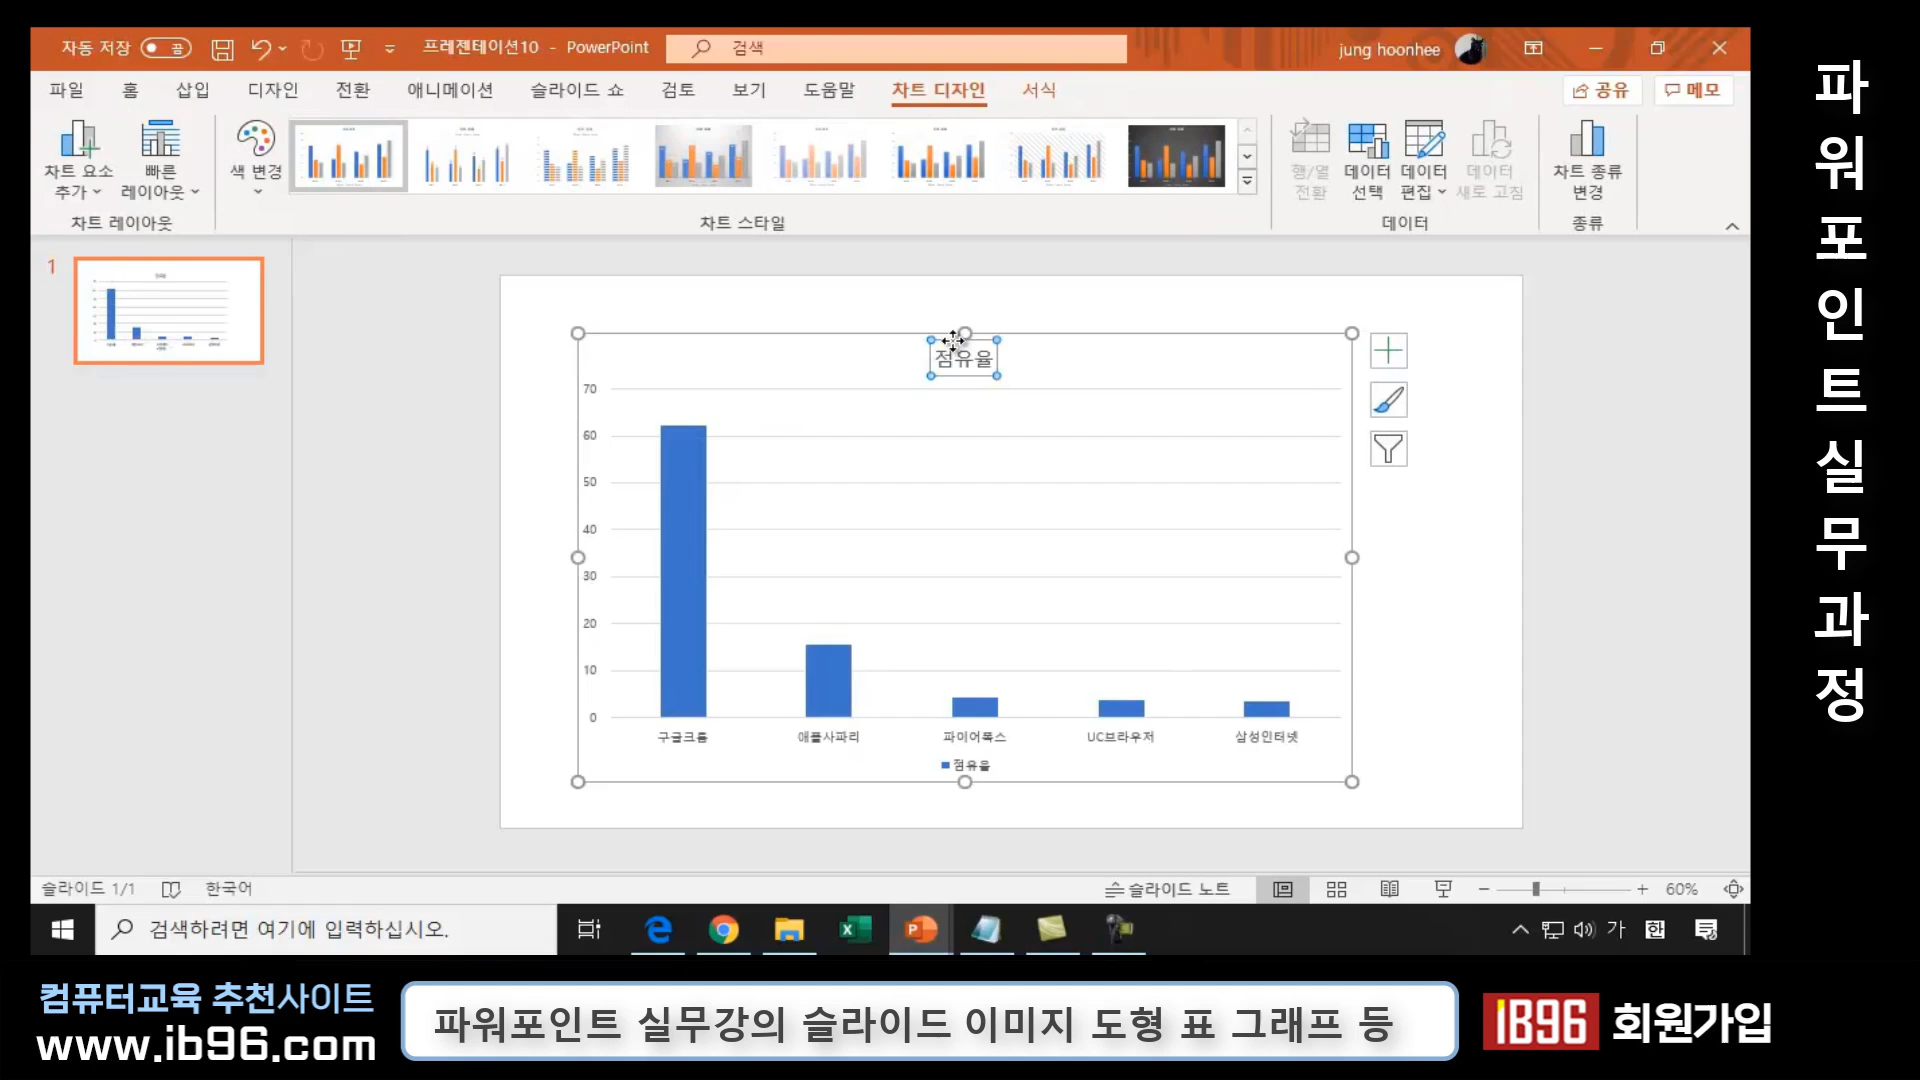 자동 저장 끔 프레젠테이션10 - PowerPoint 검색 jung hoonhee
파일 홈 삽입 디자인 전환 애니메이션 슬라이드 쇼 검토 보기 도움말 차트 디자인 서식 공유 메모
차트 요소
추가
빠른
레이아웃
색 변경
행/열
전환
데이터
선택
데이터
편집
데이터
새로 고침
차트 종류
변경
차트 레이아웃 차트 스타일 데이터 종류
1
점유율
70
60
50
40
30
20
10
0
구글크롬 애플사파리 파이어폭스 UC브라우저 삼성인터넷
점유율
슬라이드 1/1 한국어 슬라이드 노트 60%
검색하려면 여기에 입력하십시오. 가 한
파워포인트실무과정
컴퓨터교육 추천사이트
www.ib96.com
파워포인트 실무강의 슬라이드 이미지 도형 표 그래프 등
IB96 회원가입